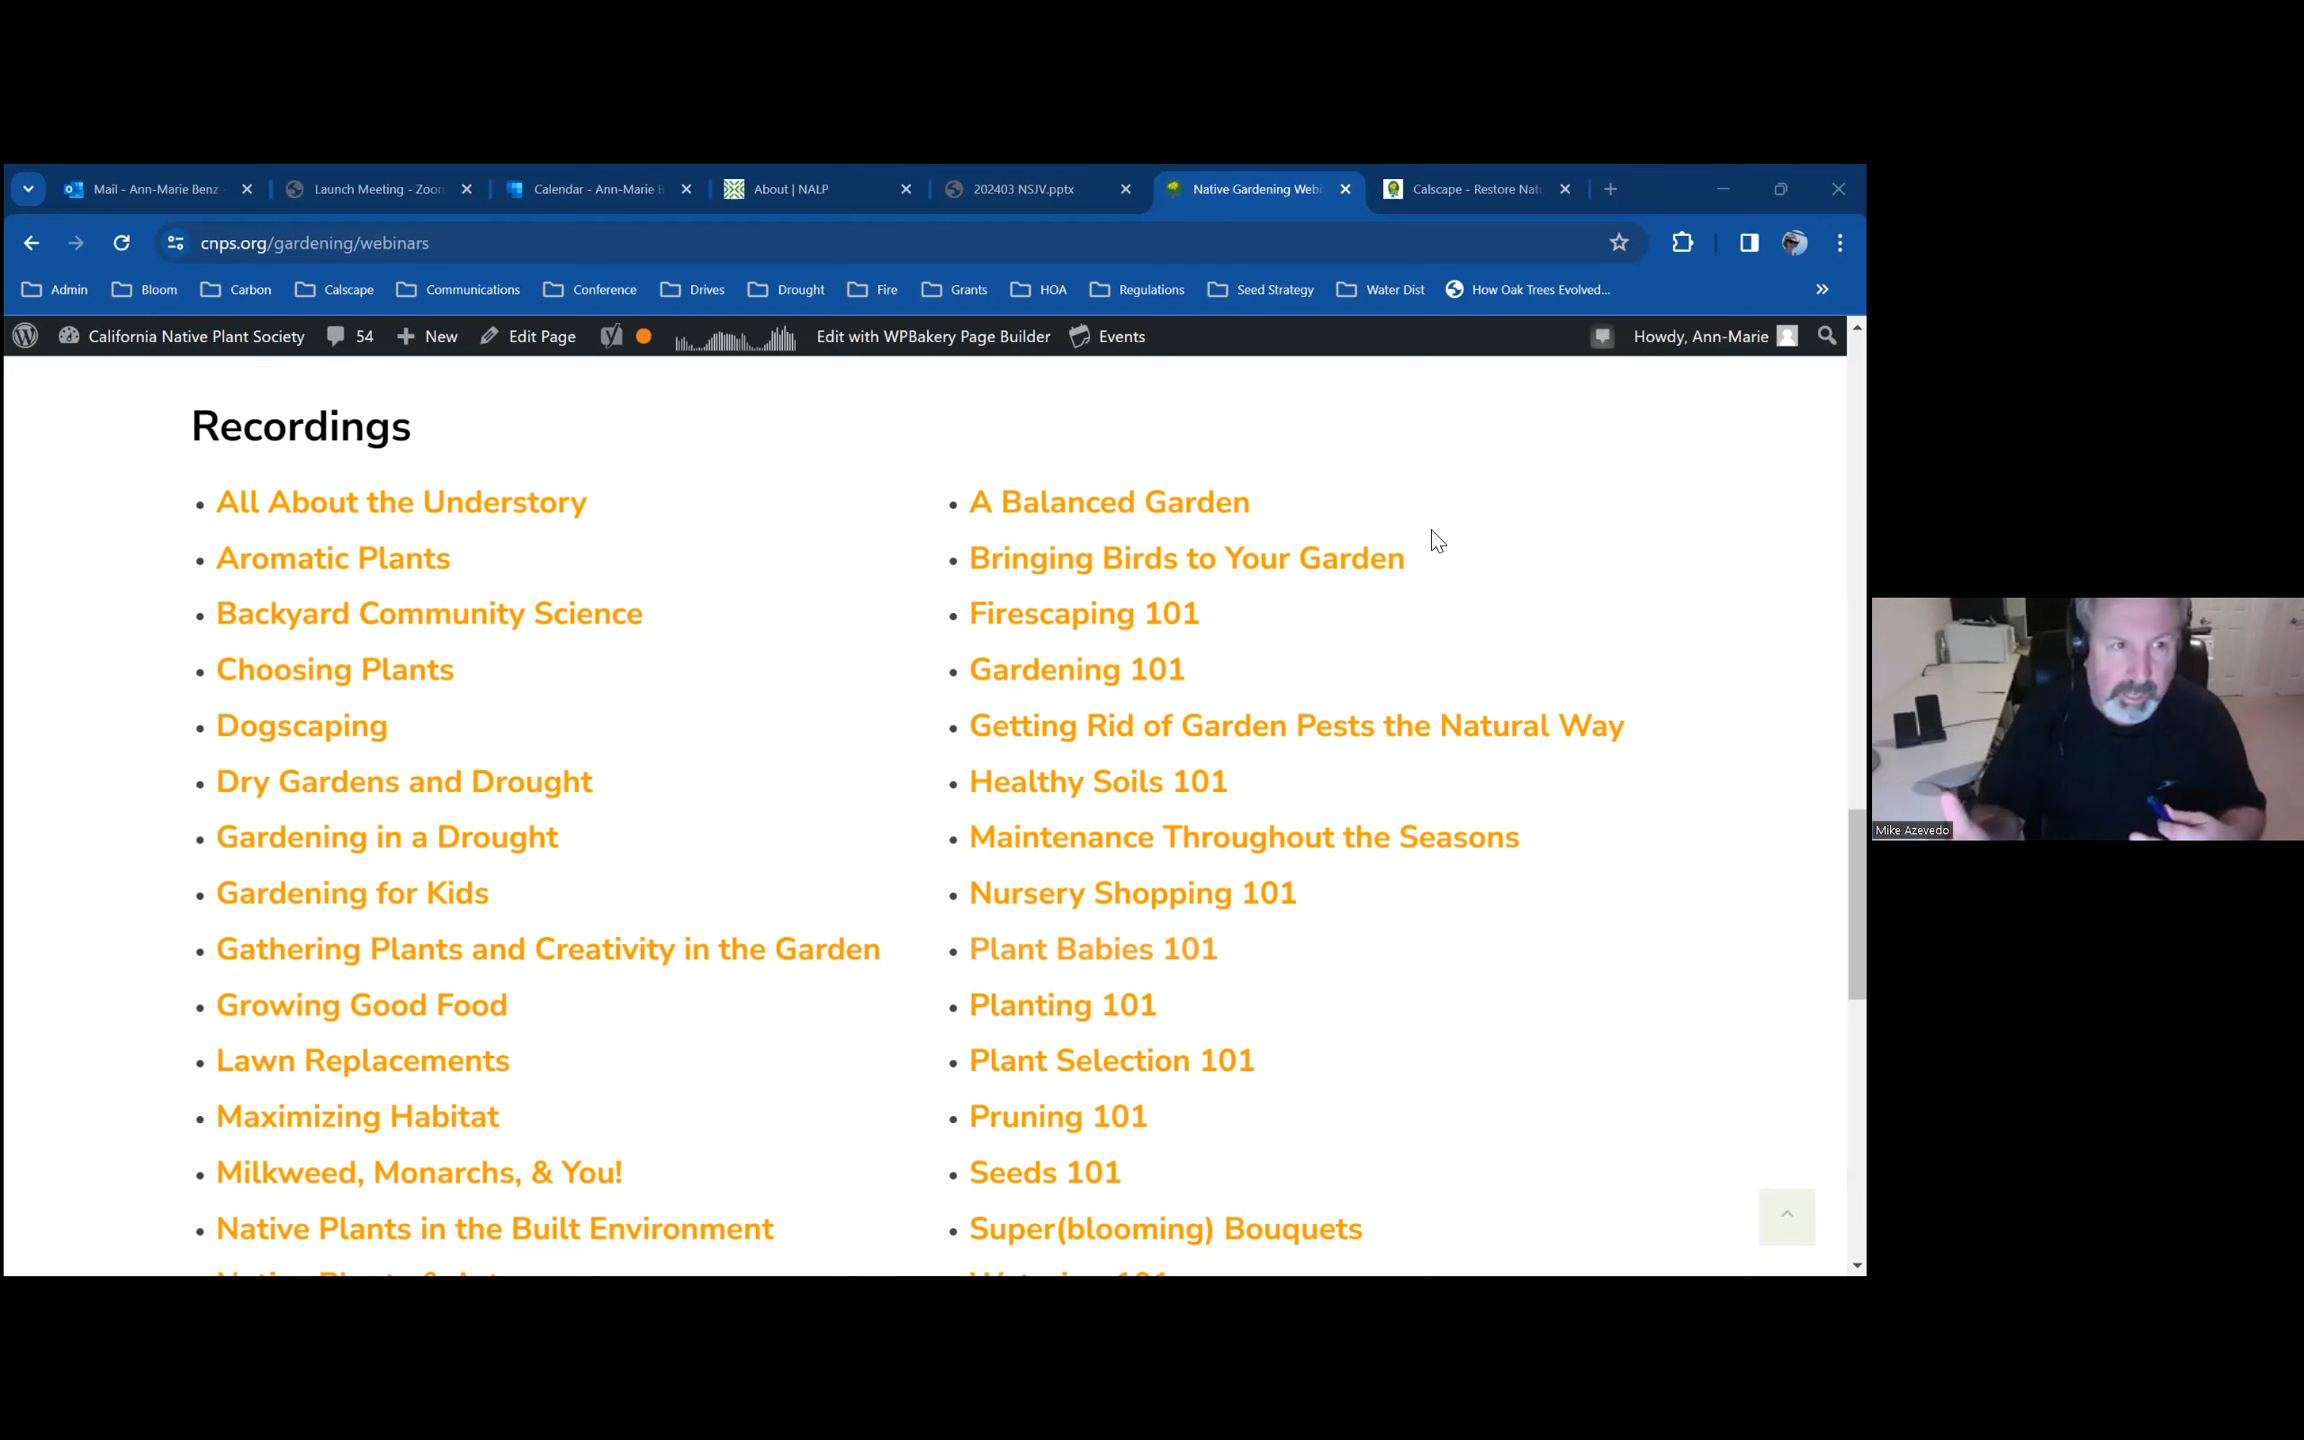 Mail - Ann-Marie Benz -
Launch Meeting - Zoom
Calendar - Ann-Marie B
About | NALP
202403 NSJV.pptx
Native Gardening Webi
Calscape - Restore Nat
cnps.org/gardening/webinars
Admin
Bloom
Carbon
Calscape
Communications
Conference
Drives
Drought
Fire
Grants
HOA
Regulations
Seed Strategy
Water Dist
How Oak Trees Evolved...
California Native Plant Society
54
New
Edit Page
Edit with WPBakery Page Builder
Events
Howdy, Ann-Marie
Recordings
All About the Understory
Aromatic Plants
Backyard Community Science
Choosing Plants
Dogscaping
Dry Gardens and Drought
Gardening in a Drought
Gardening for Kids
Gathering Plants and Creativity in the Garden
Growing Good Food
Lawn Replacements
Maximizing Habitat
Milkweed, Monarchs, & You!
Native Plants in the Built Environment
A Balanced Garden
Bringing Birds to Your Garden
Firescaping 101
Gardening 101
Getting Rid of Garden Pests the Natural Way
Healthy Soils 101
Maintenance Throughout the Seasons
Nursery Shopping 101
Plant Babies 101
Planting 101
Plant Selection 101
Pruning 101
Seeds 101
Super(blooming) Bouquets
Mike Azevedo